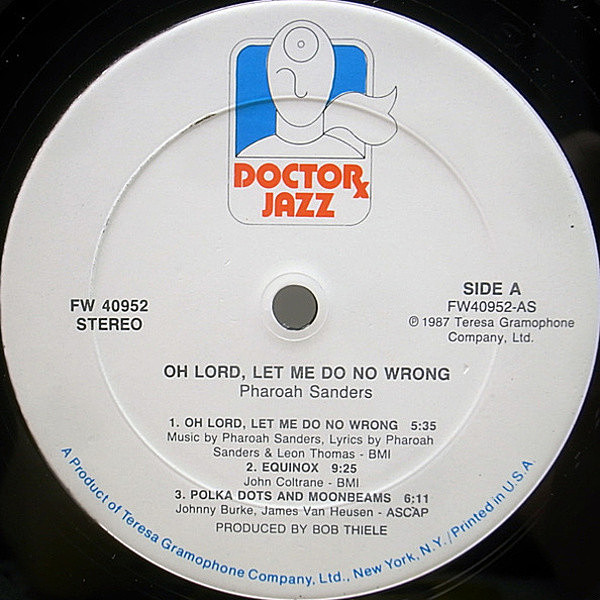 DOCTORx
JAZZ
FW 40952
STEREO
SIDE A
FW40952-AS
℗ 1987 Teresa Gramophone
Company, Ltd.
OH LORD, LET ME DO NO WRONG
Pharoah Sanders
1. OH LORD, LET ME DO NO WRONG 5:35
Music by Pharoah Sanders, Lyrics by Pharoah
Sanders & Leon Thomas - BMI
2. EQUINOX 9:25
John Coltrane - BMI
3. POLKA DOTS AND MOONBEAMS 6:11
Johnny Burke, James Van Heusen - ASCAP
PRODUCED BY BOB THIELE
A Product of Teresa Gramophone Company, Ltd., New York, N.Y./Printed in U.S.A.